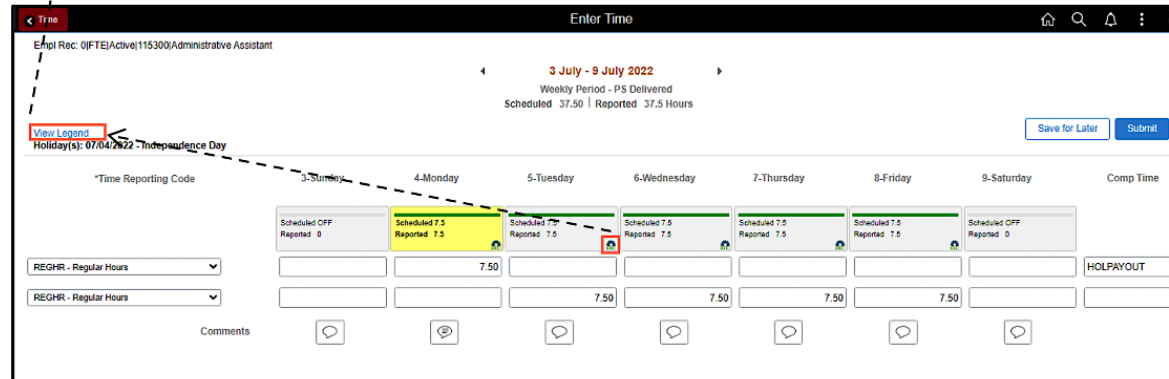 Time
Enter Time
Empl Rec: 0|FTE|Active|115300|Administrative Assistant
3 July - 9 July 2022
Weekly Period - PS Delivered
Scheduled 37.50 | Reported 37.5 Hours
View Legend
Save for Later
Submit
Holiday(s): 07/04/2022 - Independence Day
*Time Reporting Code 3-Sunday 4-Monday 5-Tuesday 6-Wednesday 7-Thursday 8-Friday 9-Saturday Comp Time
Scheduled OFF Scheduled 7.5 Scheduled 7.5 Scheduled 7.5 Scheduled 7.5 Scheduled 7.5 Scheduled OFF
Reported 0 Reported 7.5 Reported 7.5 Reported 7.5 Reported 7.5 Reported 7.5 Reported 0
REGHR - Regular Hours 7.50 HOLPAYOUT
REGHR - Regular Hours 7.50 7.50 7.50 7.50
Comments